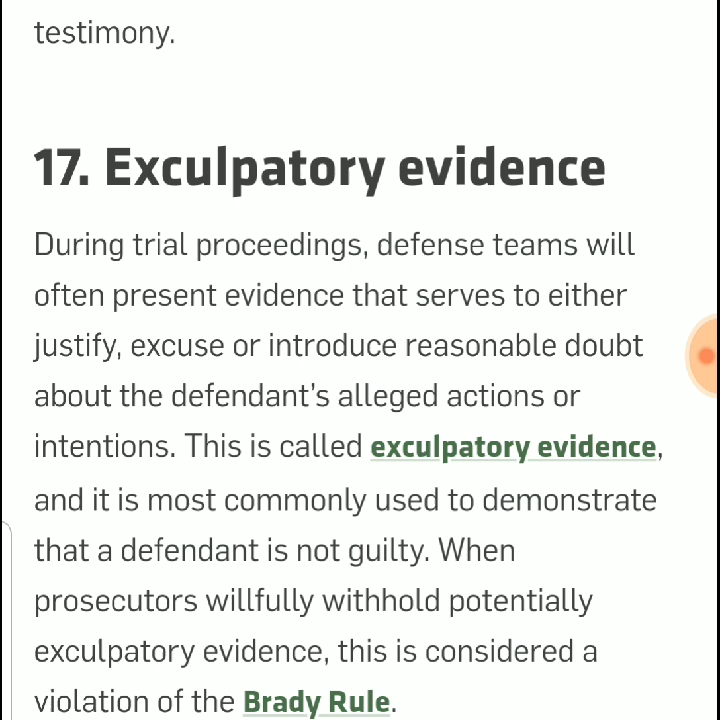 testimony.
17. Exculpatory evidence
During trial proceedings, defense teams will
often present evidence that serves to either
justify, excuse or introduce reasonable doubt
about the defendant’s alleged actions or
intentions. This is called exculpatory evidence,
and it is most commonly used to demonstrate
that a defendant is not guilty. When
prosecutors willfully withhold potentially
exculpatory evidence, this is considered a
violation of the Brady Rule.